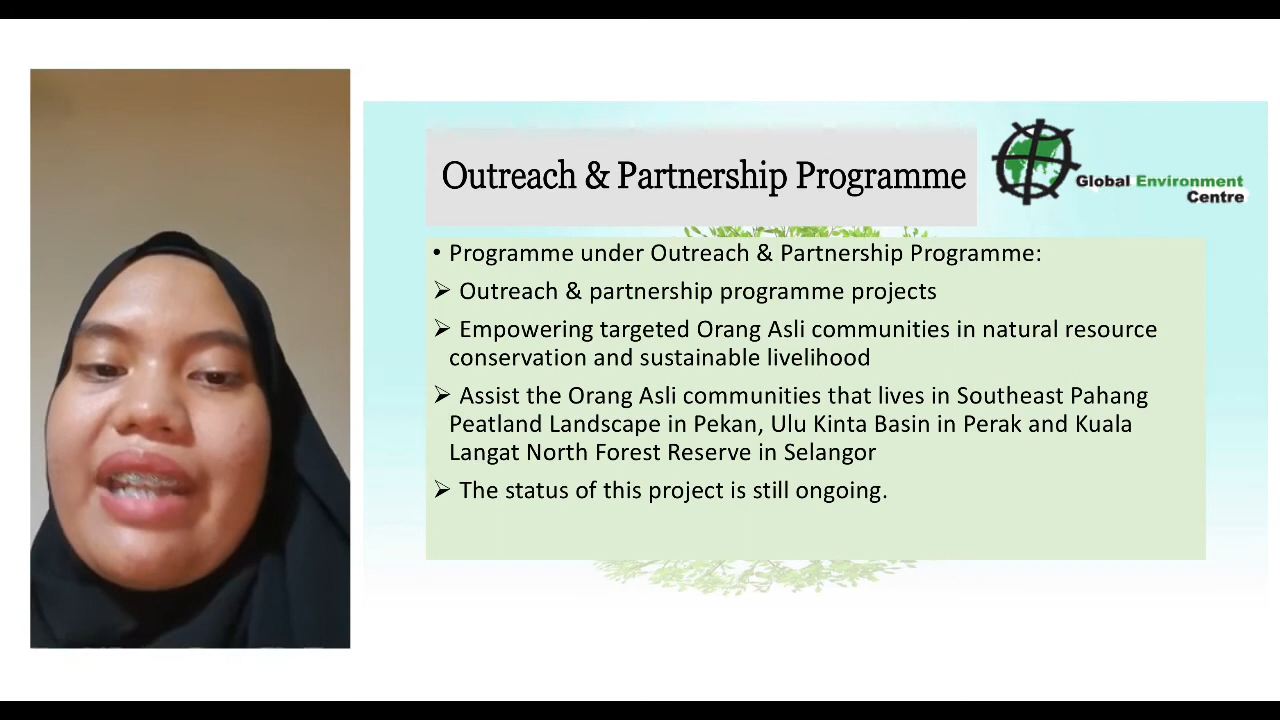 Outreach & Partnership Programme
Global Environment
Centre
• Programme under Outreach & Partnership Programme:
➢ Outreach & partnership programme projects
➢ Empowering targeted Orang Asli communities in natural resource
conservation and sustainable livelihood
➢ Assist the Orang Asli communities that lives in Southeast Pahang
Peatland Landscape in Pekan, Ulu Kinta Basin in Perak and Kuala
Langat North Forest Reserve in Selangor
➢ The status of this project is still ongoing.